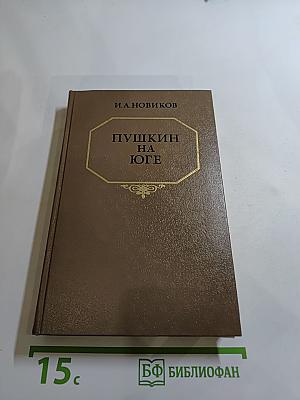 И.А.НОВИКОВ
ПУШКИН
НА
ЮГЕ
15с
БФ БИБЛИОФАН